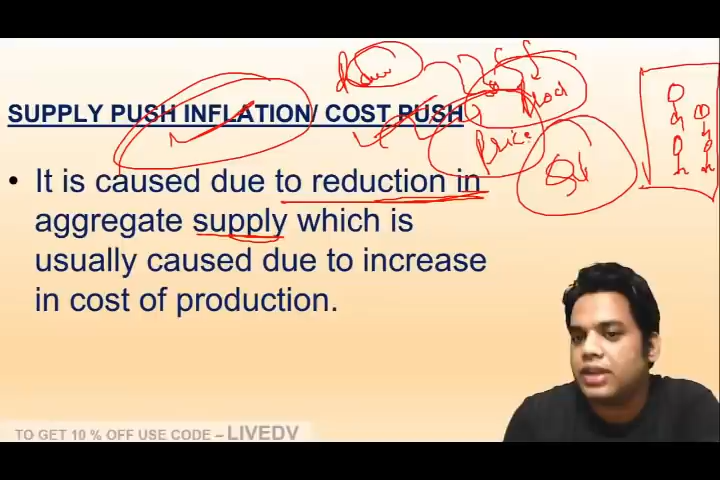 SUPPLY PUSH INFLATION/ COST PUSH
• It is caused due to reduction in
aggregate supply which is
usually caused due to increase
in cost of production.
Price
TO GET 10 % OFF USE CODE – LIVEDV